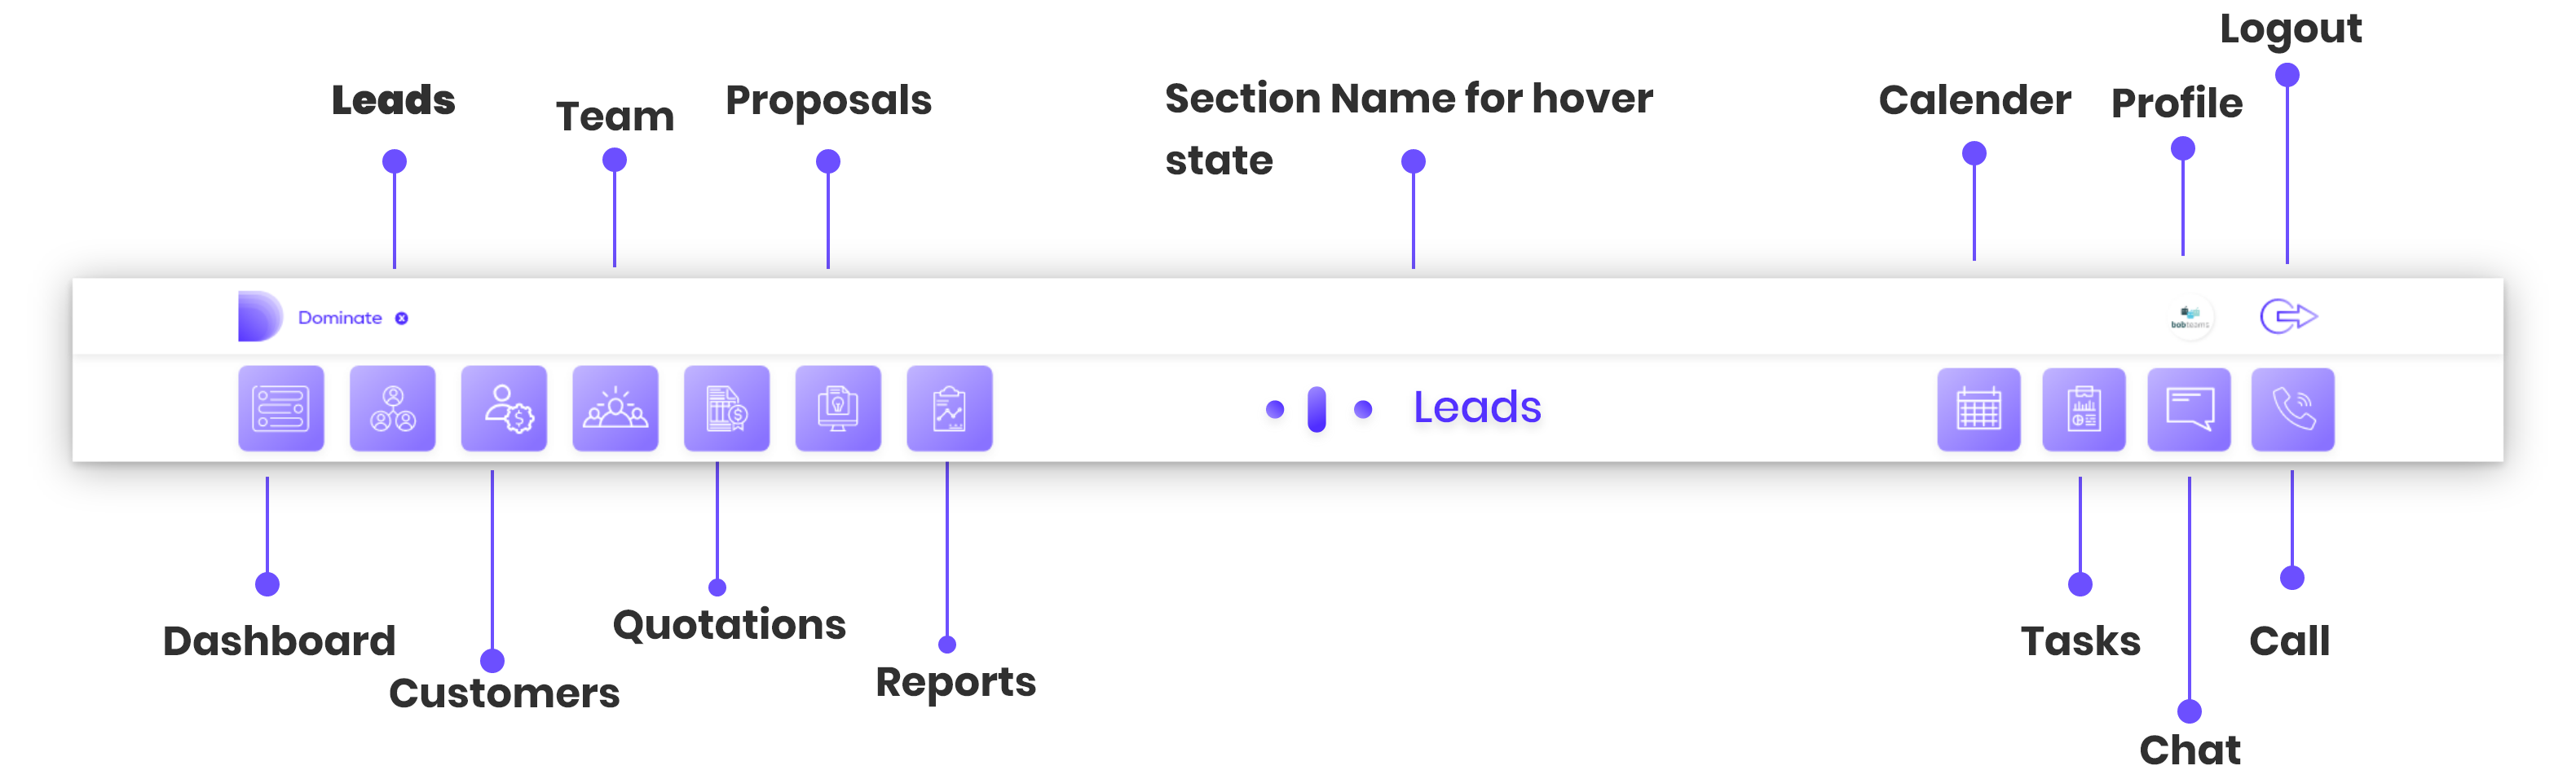 Logout
Leads
Team
Proposals
Section Name for hover
state
Calender
Profile
Dominate
bobteams
Leads
Dashboard
Customers
Quotations
Reports
Tasks
Call
Chat